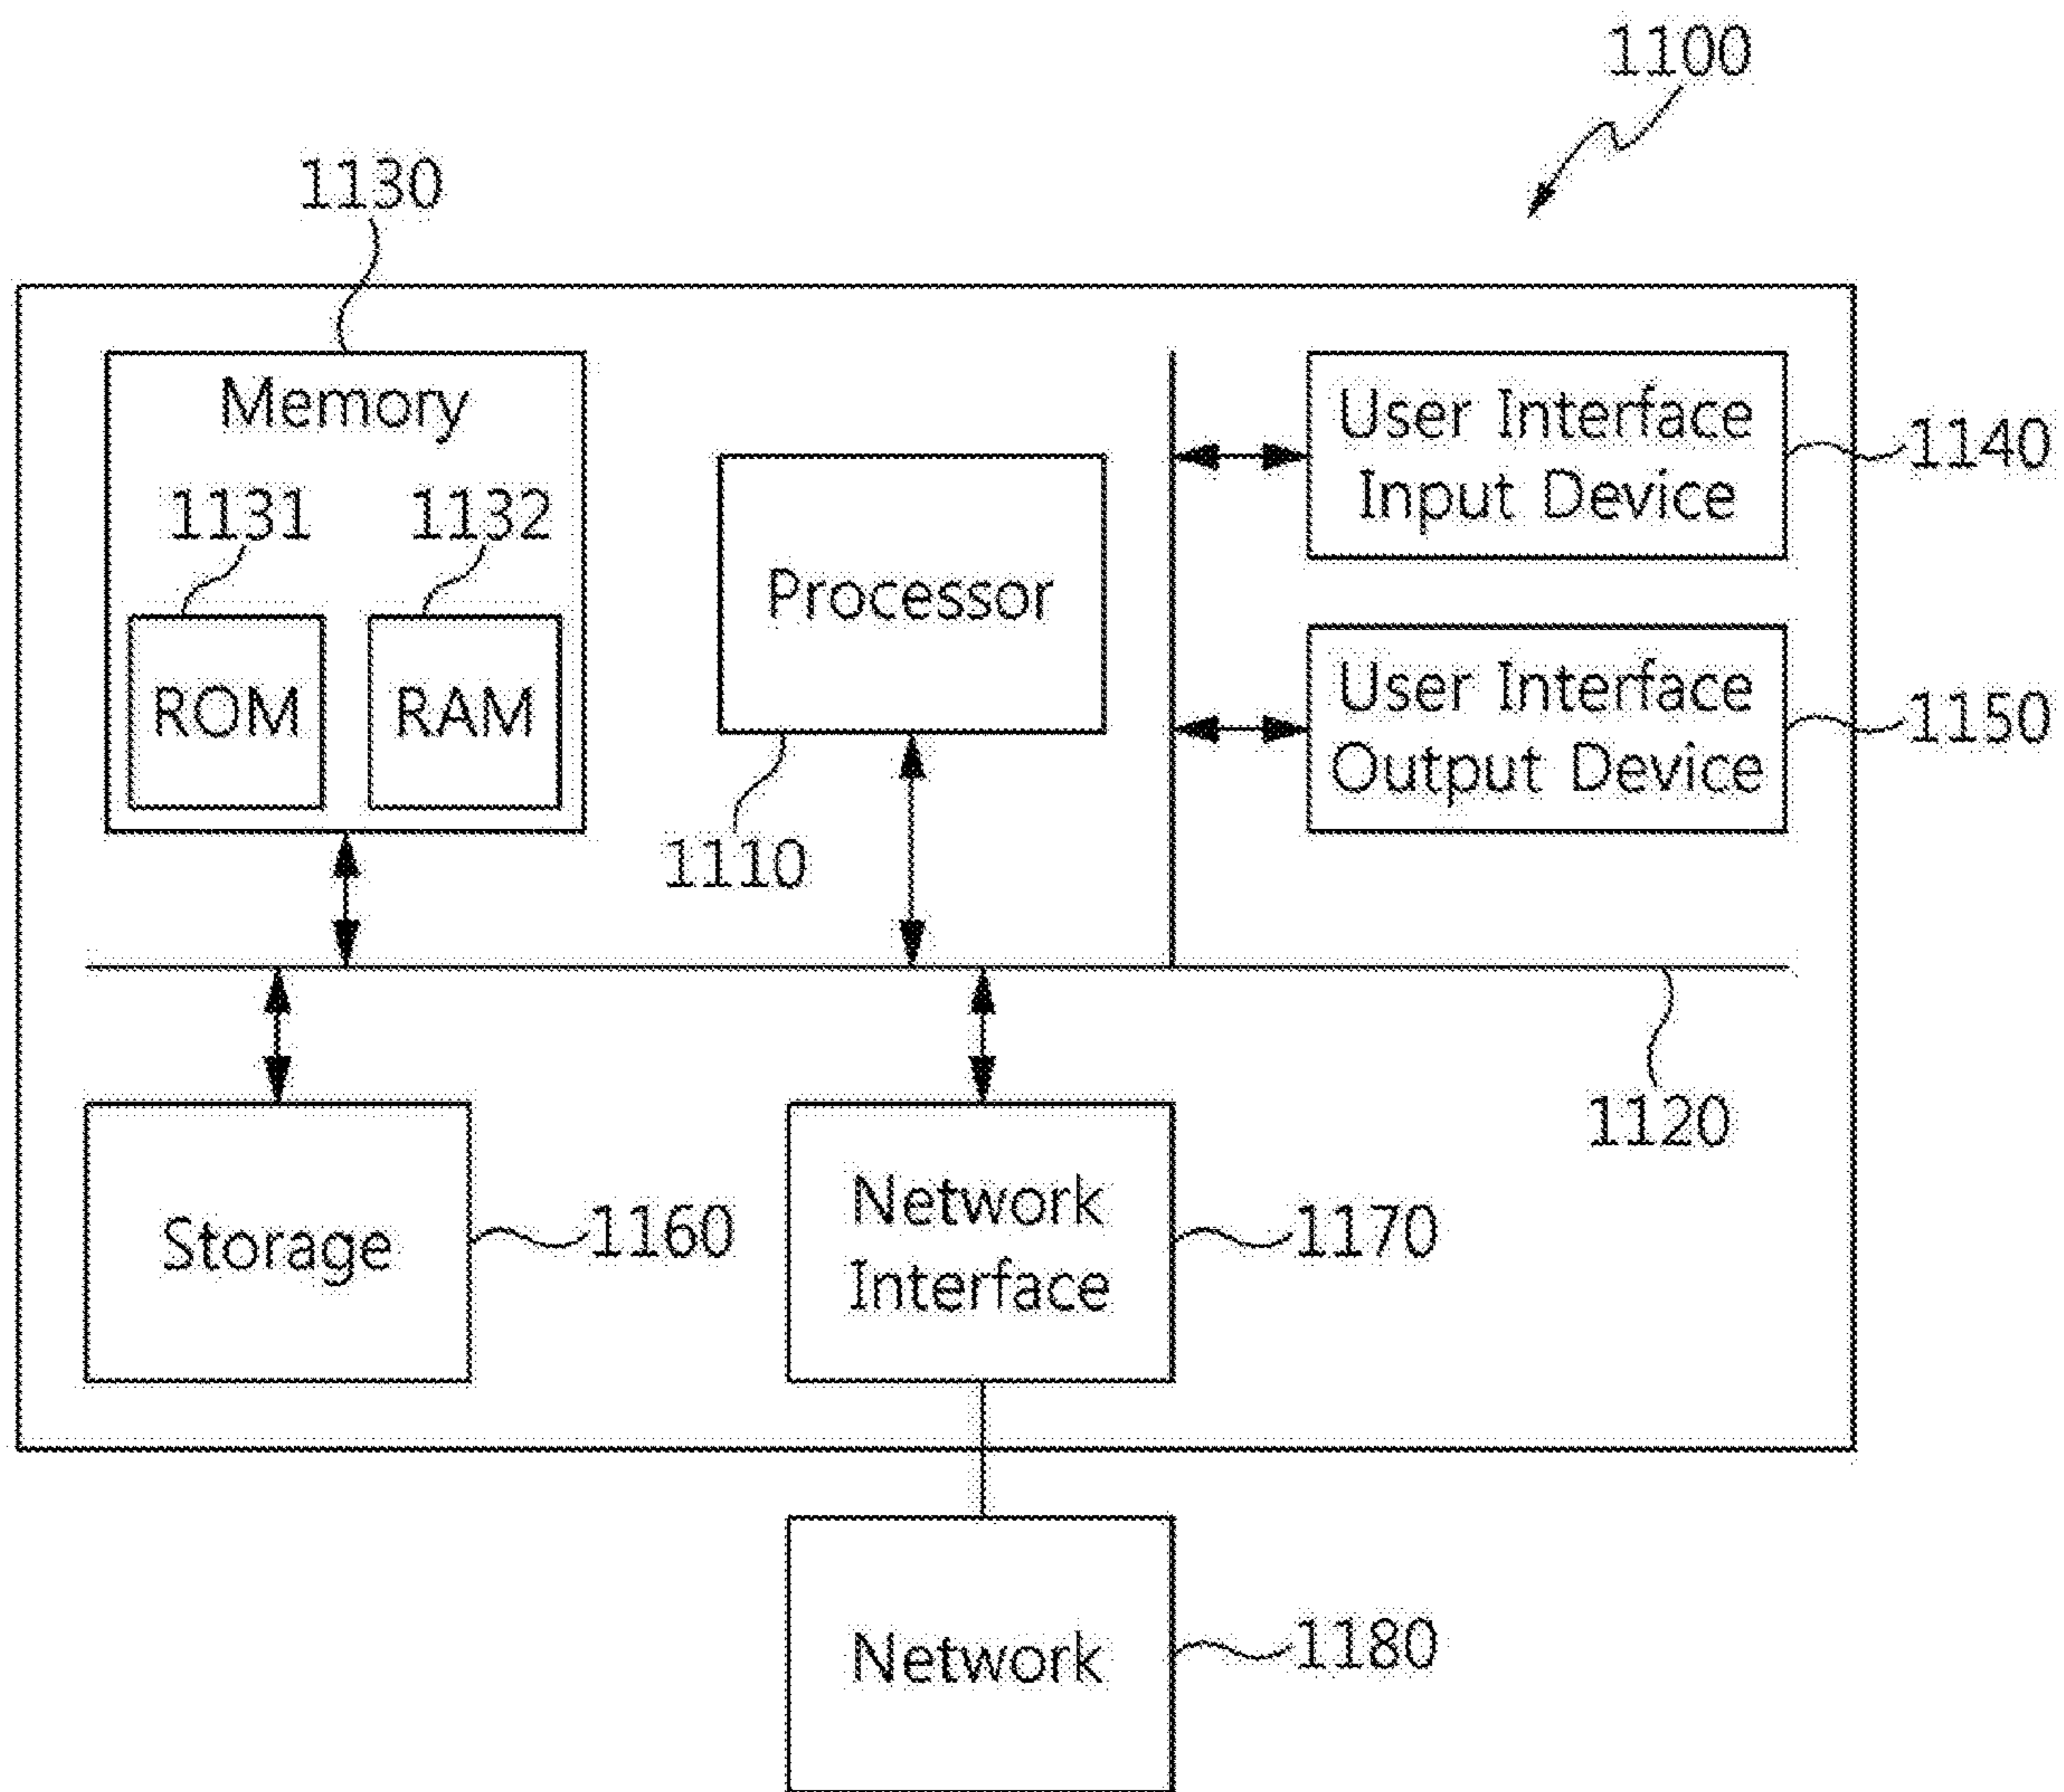 1100
1130
Memory
1131
1132
ROM
RAM
Processor
1110
User Interface
Input Device
1140
User Interface
Output Device
1150
1120
Storage
1160
Network
Interface
1170
Network
1180